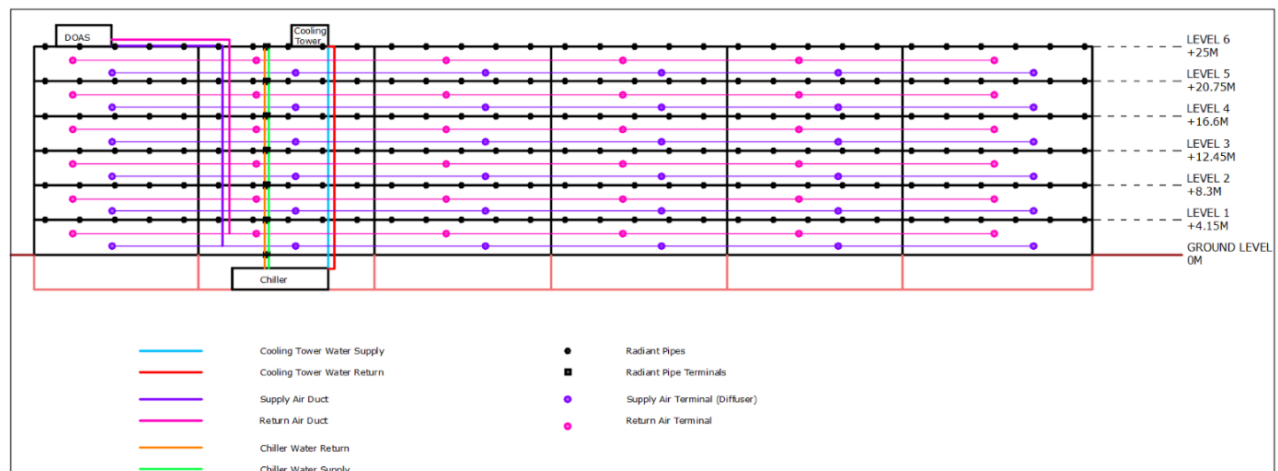 DOAS
Cooling
Tower
LEVEL 6
+25M
LEVEL 5
+20.75M
LEVEL 4
+16.6M
LEVEL 3
+12.45M
LEVEL 2
+8.3M
LEVEL 1
+4.15M
GROUND LEVEL
0M
Chiller
Cooling Tower Water Supply
Cooling Tower Water Return
Supply Air Duct
Return Air Duct
Chiller Water Return
Chiller Water Supply
Radiant Pipes
Radiant Pipe Terminals
Supply Air Terminal (Diffuser)
Return Air Terminal